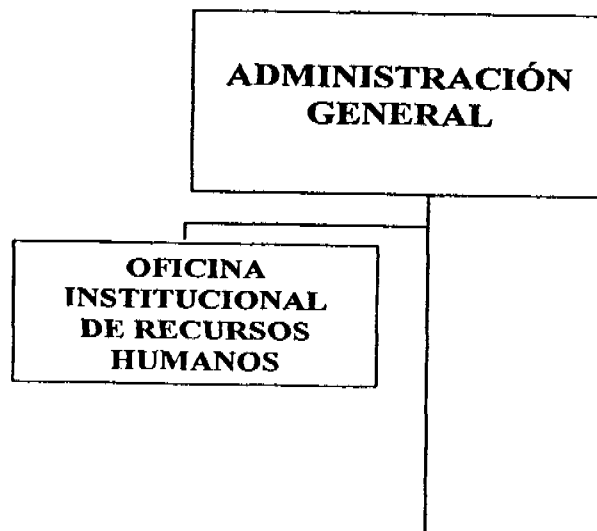 ADMINISTRACIÓN
GENERAL
OFICINA
INSTITUCIONAL
DE RECURSOS
HUMANOS